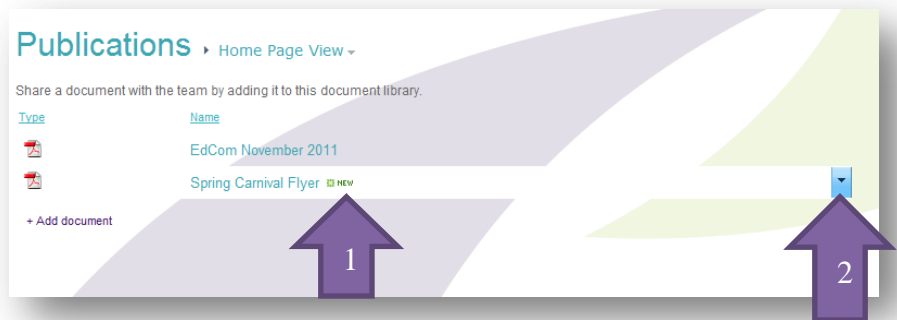 Publications Home Page View
Share a document with the team by adding it to this document library.
Type Name
EdCom November 2011
Spring Carnival Flyer NEW
+ Add document
1
2